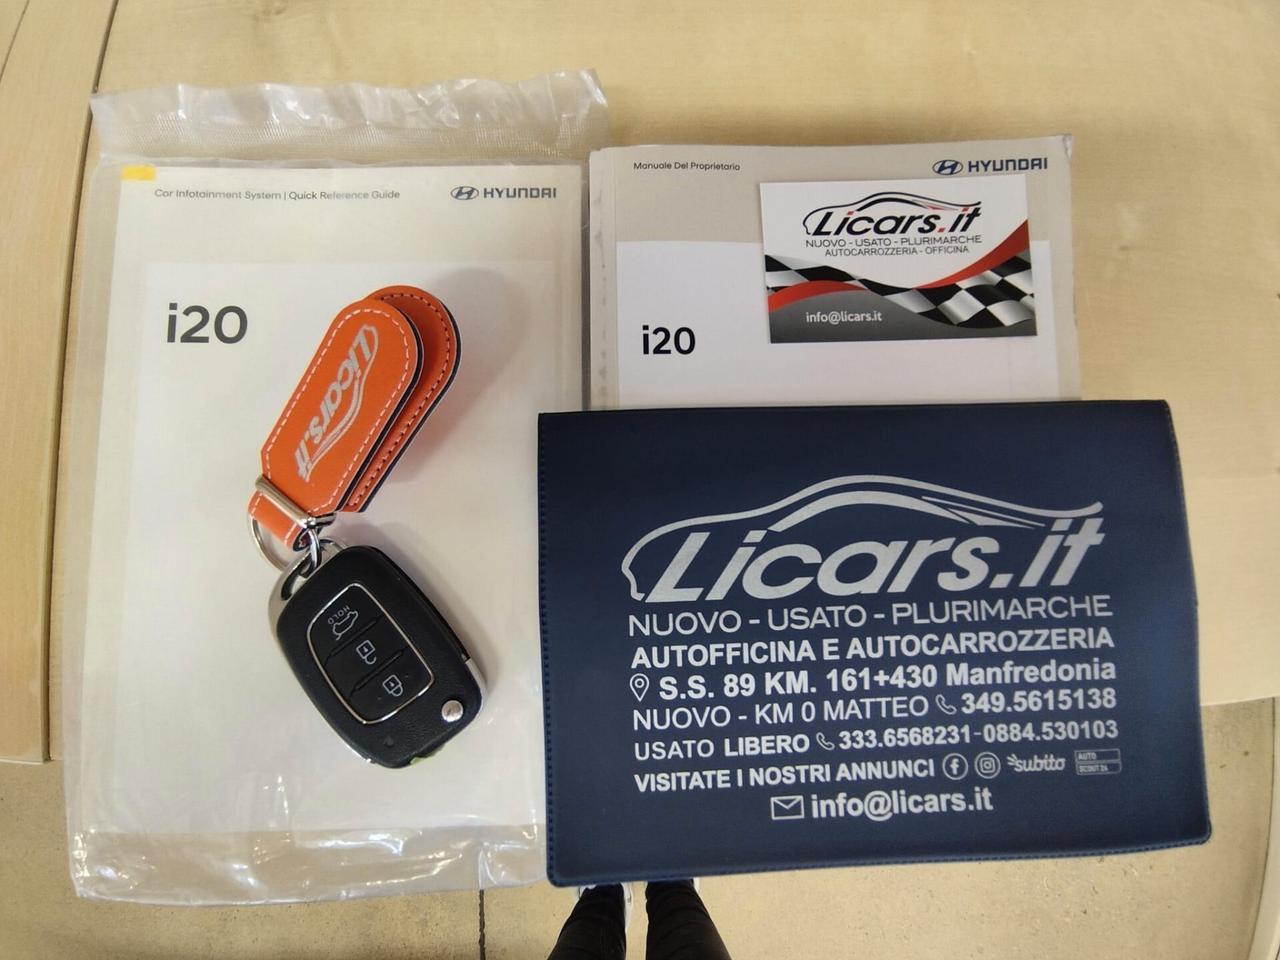 Car Infotainment System | Quick Reference Guide
HYUNDAI
i20
Licars.it
HOLD
Manuale Del Proprietario
HYUNDAI
i20
Licars.it
NUOVO - USATO - PLURIMARCHE
AUTOCARROZZERIA - OFFICINA
info@licars.it
Licars.it
NUOVO - USATO - PLURIMARCHE
AUTOFFICINA E AUTOCARROZZERIA
S.S. 89 KM. 161+430 Manfredonia
NUOVO - KM 0 MATTEO 349.5615138
USATO LIBERO 333.6568231-0884.530103
VISITATE I NOSTRI ANNUNCI subito AUTO
SCOUT24
info@licars.it